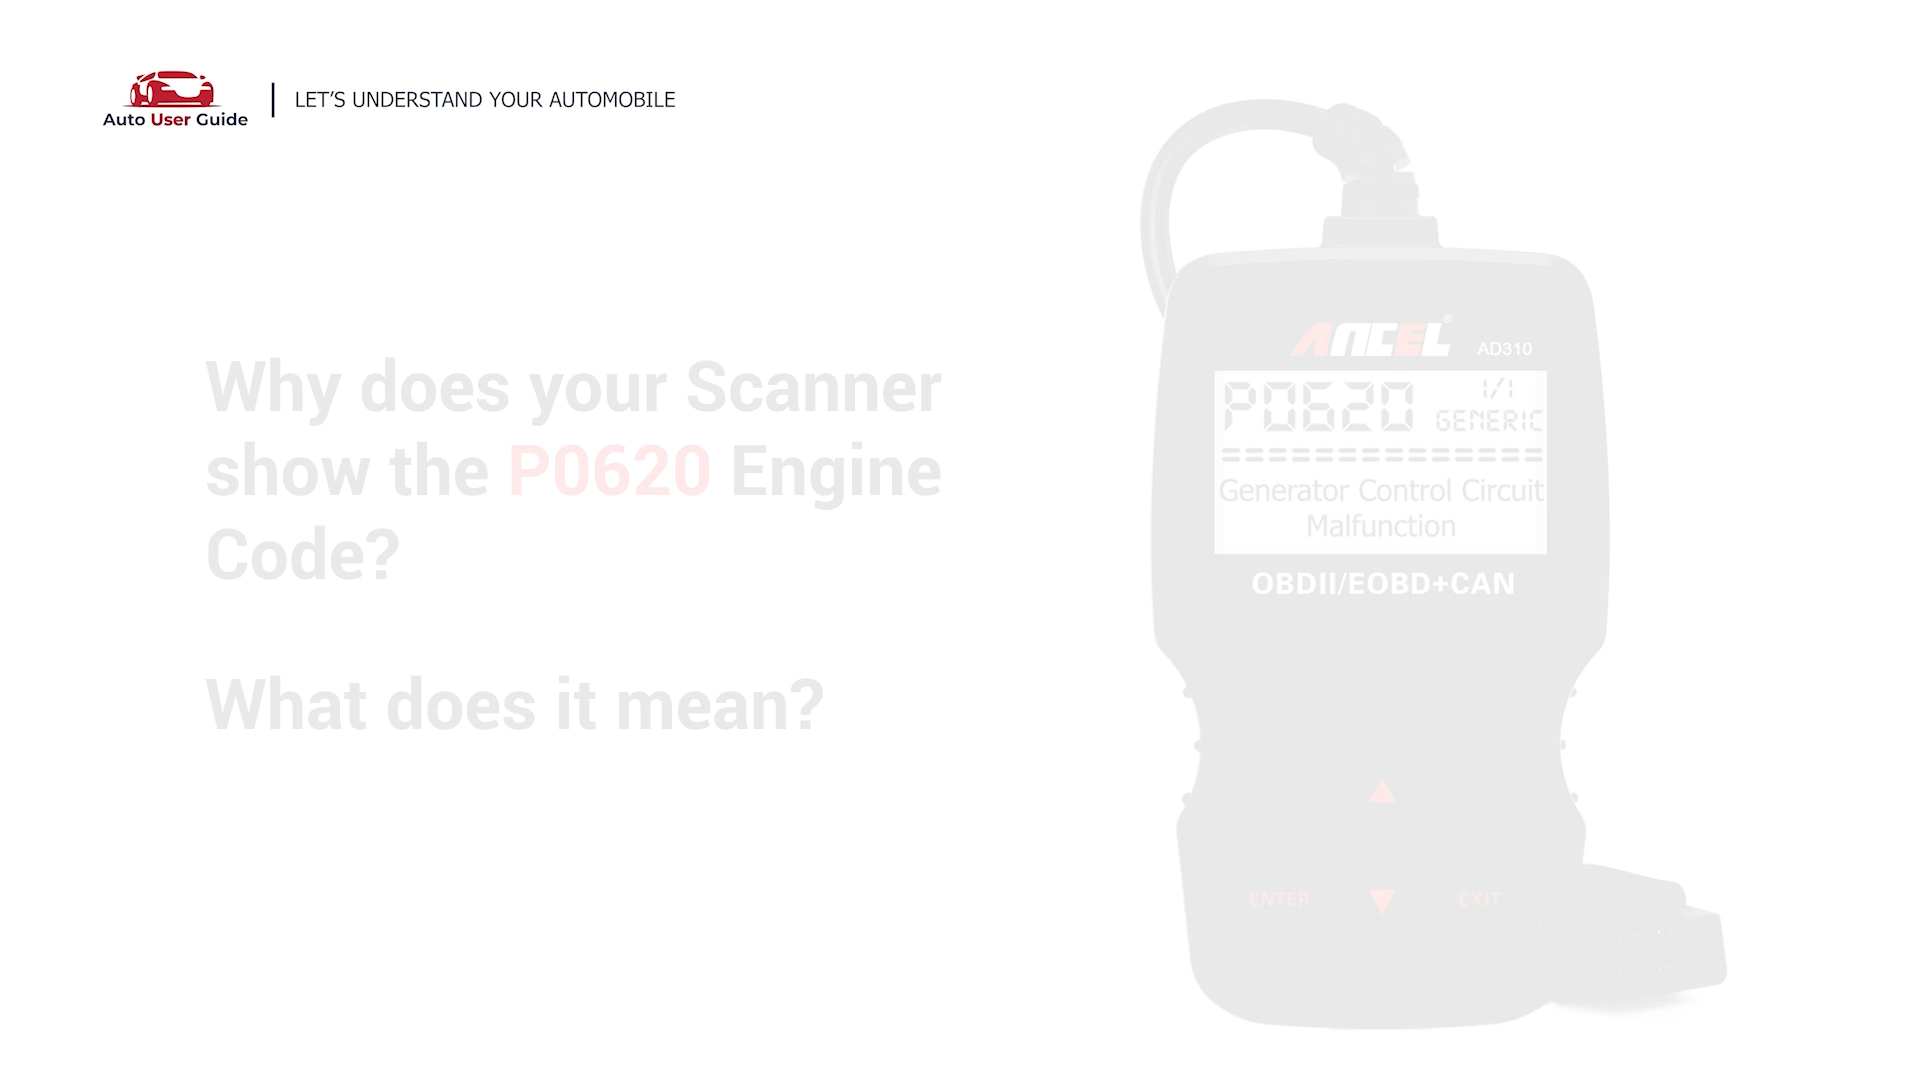 Auto User Guide
LET'S UNDERSTAND YOUR AUTOMOBILE
Why does your Scanner
show the P0620 Engine
Code?
What does it mean?
ANCEL®
AD310
P0620
1/1
GENERIC
Generator Control Circuit
Malfunction
OBDII/EOBD+CAN
ENTER
EXIT